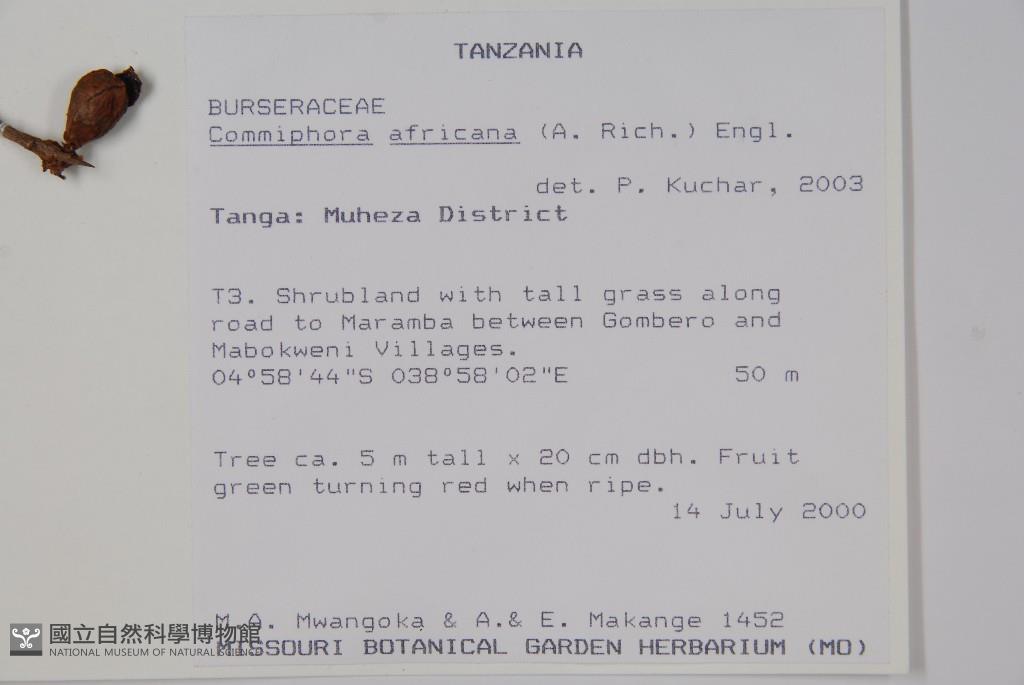 TANZANIA
BURSERACEAE
Commiphora africana (A. Rich.) Engl.
det. P. Kuchar, 2003
Tanga: Muheza District
T3. Shrubland with tall grass along
road to Maramba between Gombero and
Mabokweni Villages.
04°58'44"S 038°58'02"E 50 m
Tree ca. 5 m tall x 20 cm dbh. Fruit
green turning red when ripe.
14 July 2000
M.A. Mwangoka & A.& E. Makange 1452
MISSOURI BOTANICAL GARDEN HERBARIUM (MO)
國立自然科學博物館
NATIONAL MUSEUM OF NATURAL SCIENCE